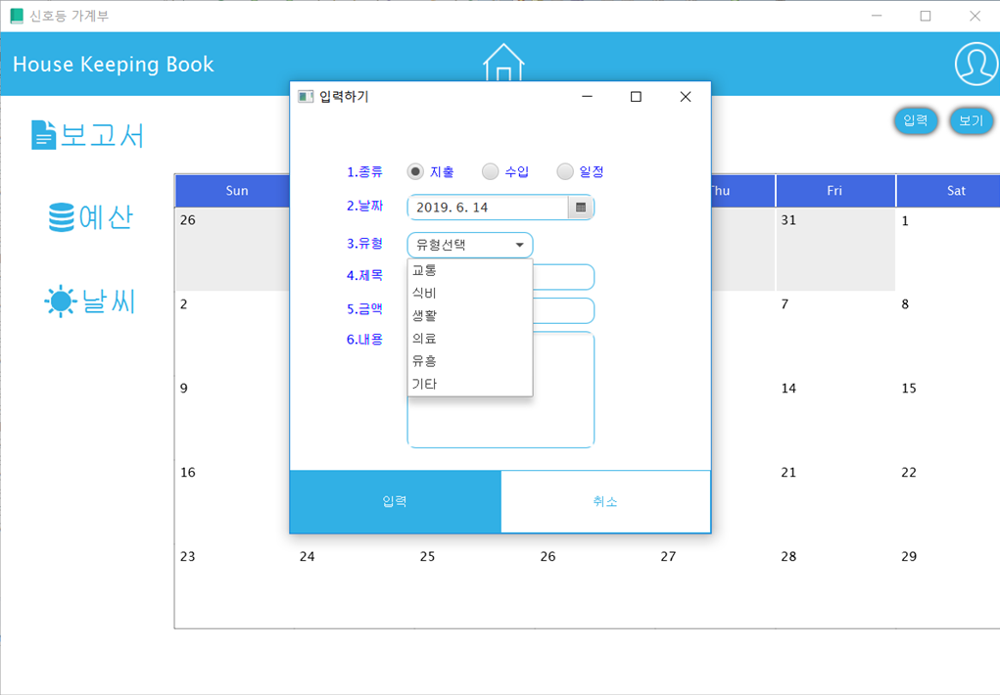 신호등 가계부
House Keeping Book
입력 보기
보고서
예산
날씨
Sun hu Fri Sat
26 31 1
2 7 8
9 14 15
16 21 22
23 24 25 26 27 28 29
입력하기
1.종류 지출 수입 일정
2.날짜 2019. 6. 14
3.유형 유형선택
4.제목
5.금액
6.내용
교통
식비
생활
의료
유흥
기타
입력 취소